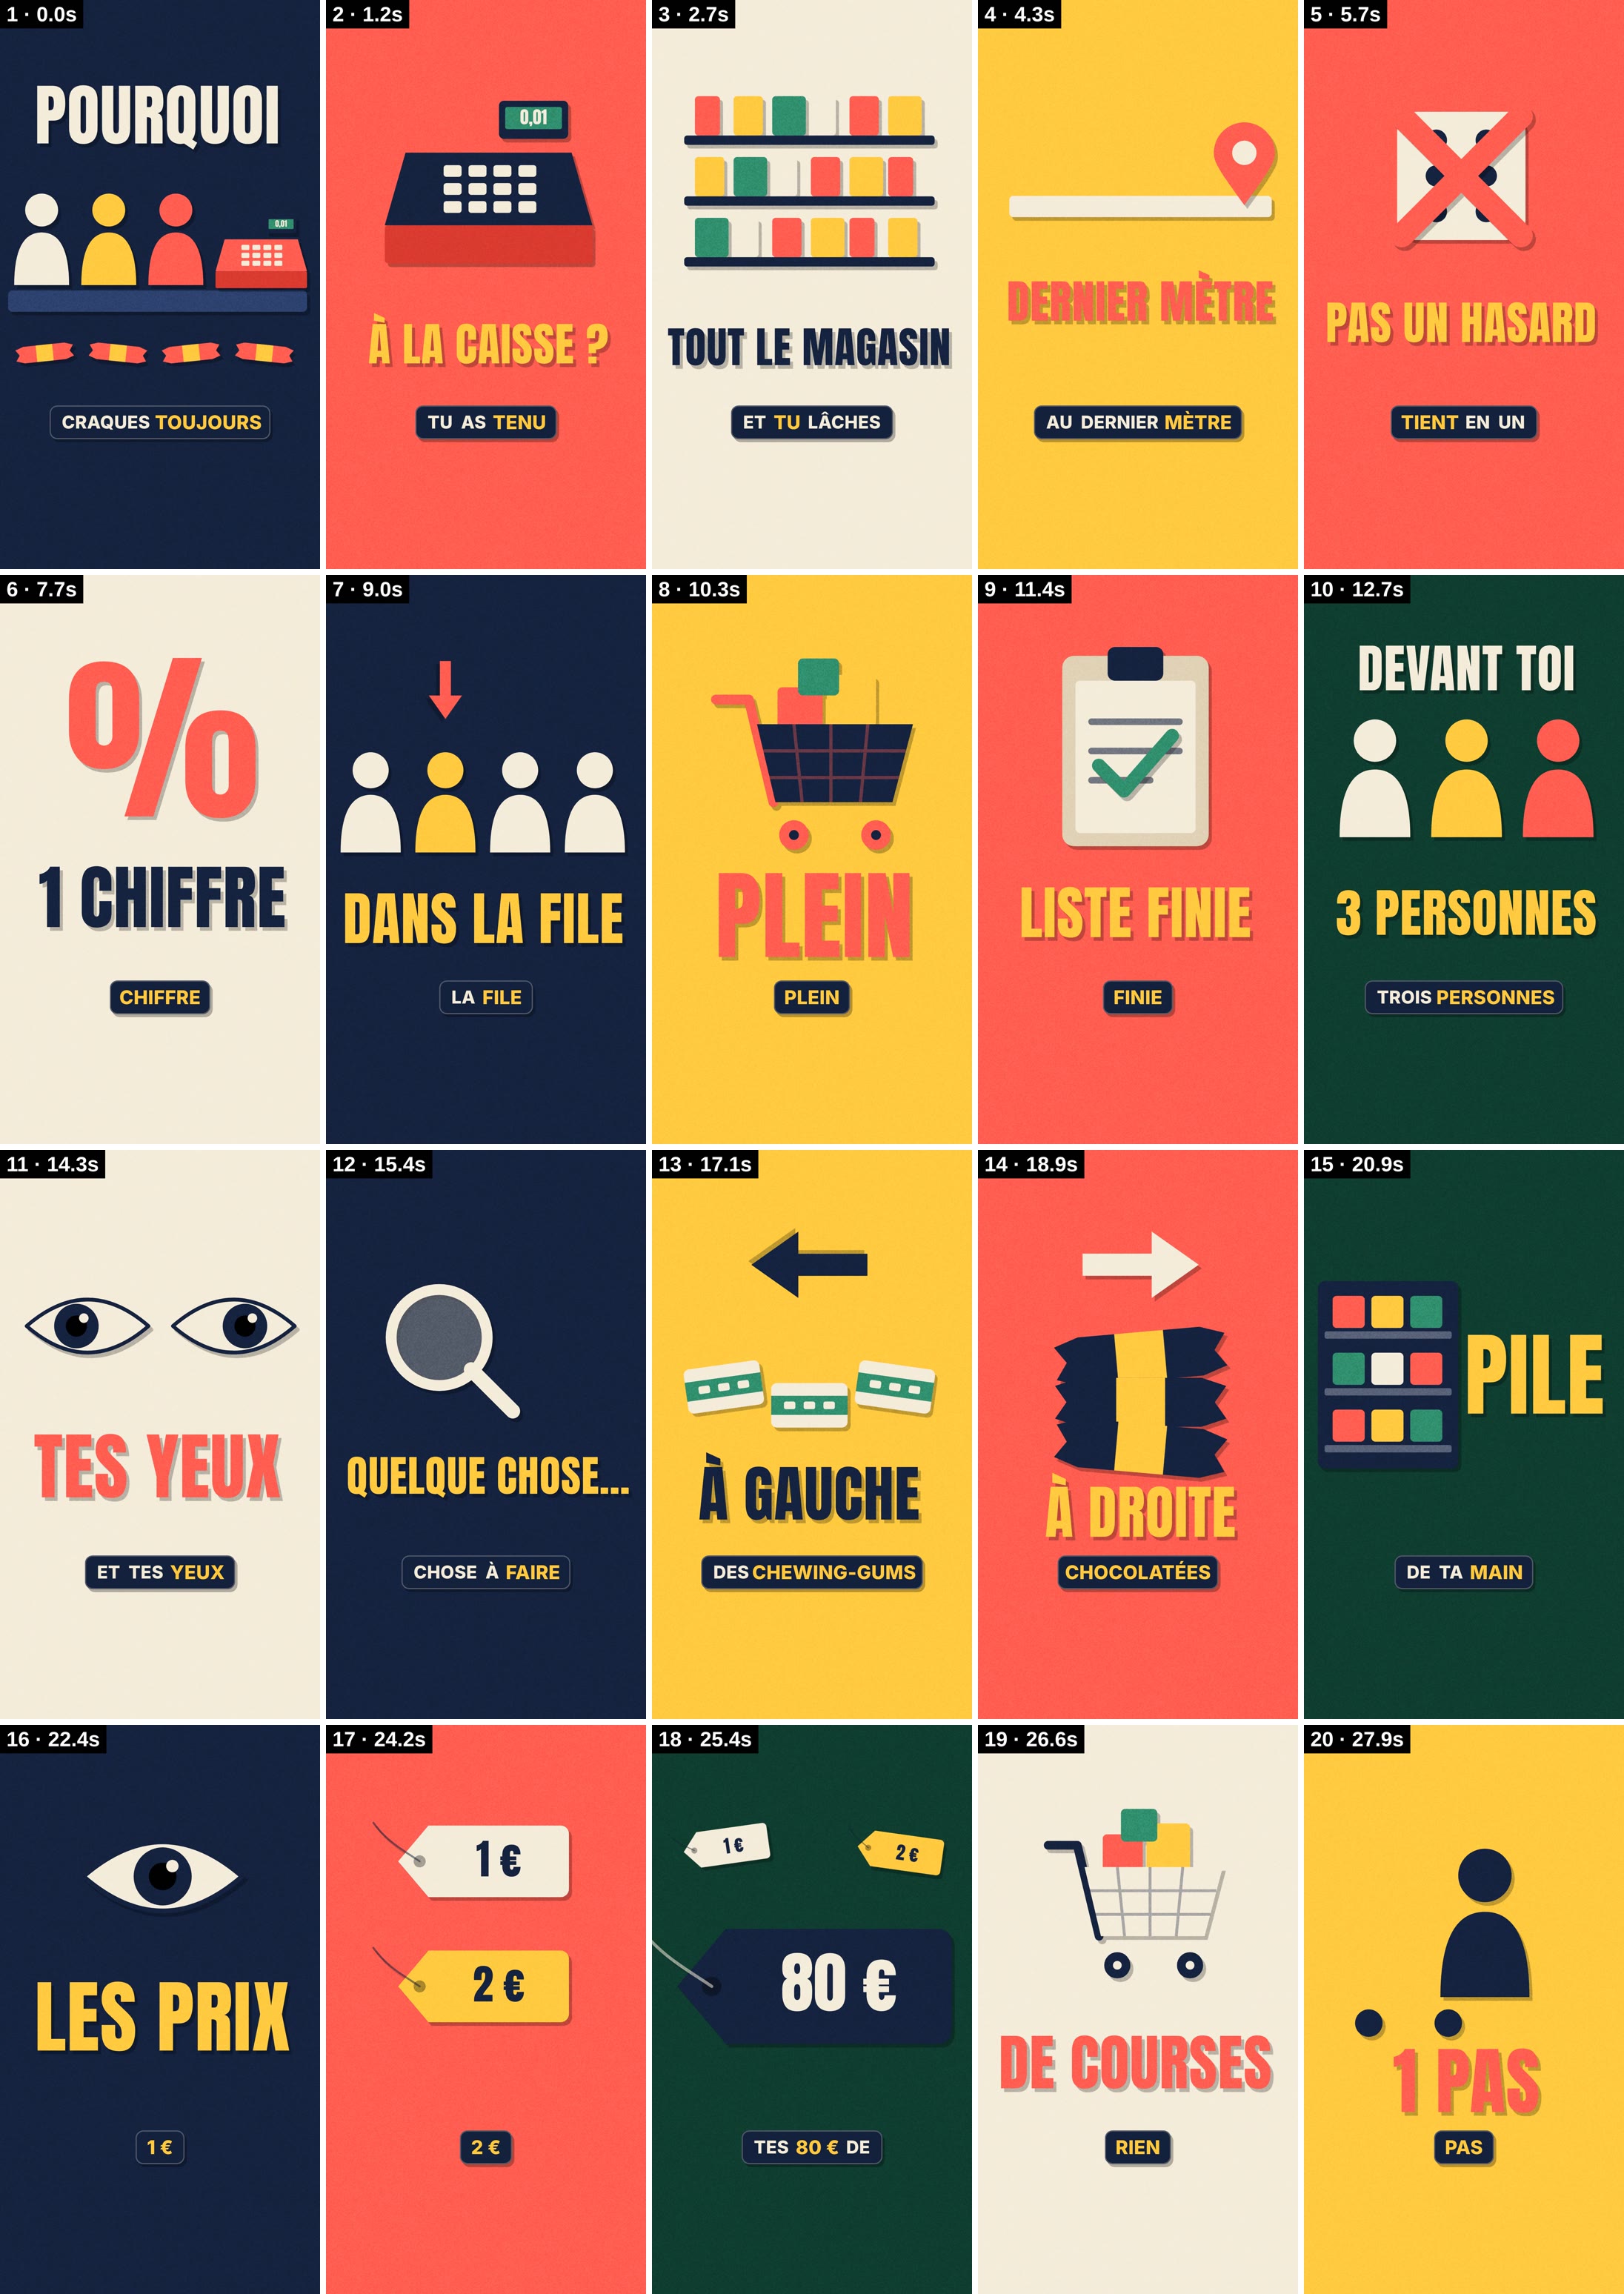 1 · 0.0s
POURQUOI
0,01
CRAQUES TOUJOURS
2 · 1.2s
0,01
À LA CAISSE ?
TU AS TENU
3 · 2.7s
TOUT LE MAGASIN
ET TU LÂCHES
4 · 4.3s
DERNIER MÈTRE
AU DERNIER MÈTRE
5 · 5.7s
PAS UN HASARD
TIENT EN UN
6 · 7.7s
%
1 CHIFFRE
CHIFFRE
7 · 9.0s
DANS LA FILE
LA FILE
8 · 10.3s
PLEIN
PLEIN
9 · 11.4s
LISTE FINIE
FINIE
10 · 12.7s
DEVANT TOI
3 PERSONNES
TROIS PERSONNES
11 · 14.3s
TES YEUX
ET TES YEUX
12 · 15.4s
QUELQUE CHOSE...
CHOSE À FAIRE
13 · 17.1s
À GAUCHE
DES CHEWING-GUMS
14 · 18.9s
À DROITE
CHOCOLATÉES
15 · 20.9s
PILE
DE TA MAIN
16 · 22.4s
LES PRIX
1 €
17 · 24.2s
1 €
2 €
2 €
18 · 25.4s
1 €
2 €
80 €
TES 80 € DE
19 · 26.6s
DE COURSES
RIEN
20 · 27.9s
1 PAS
PAS